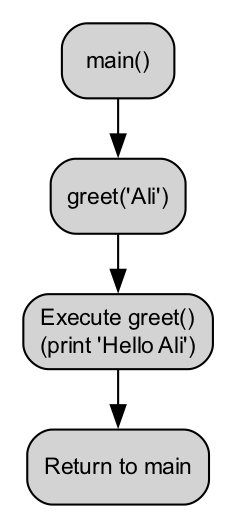 main()
greet('Ali')
Execute greet()
(print 'Hello Ali')
Return to main